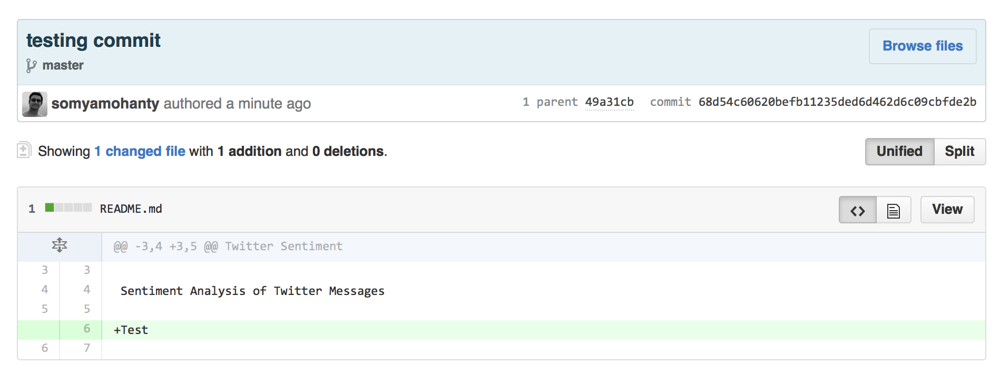 testing commit
Browse files
master
somyamohanty authored a minute ago
1 parent 49a31cb commit 68d54c60620befb11235ded6d462d6c09cbfde2b
Showing 1 changed file with 1 addition and 0 deletions.
Unified Split
1 README.md
View
@@ -3,4 +3,5 @@ Twitter Sentiment
3 3
4 4 Sentiment Analysis of Twitter Messages
5 5
6 +Test
6 7